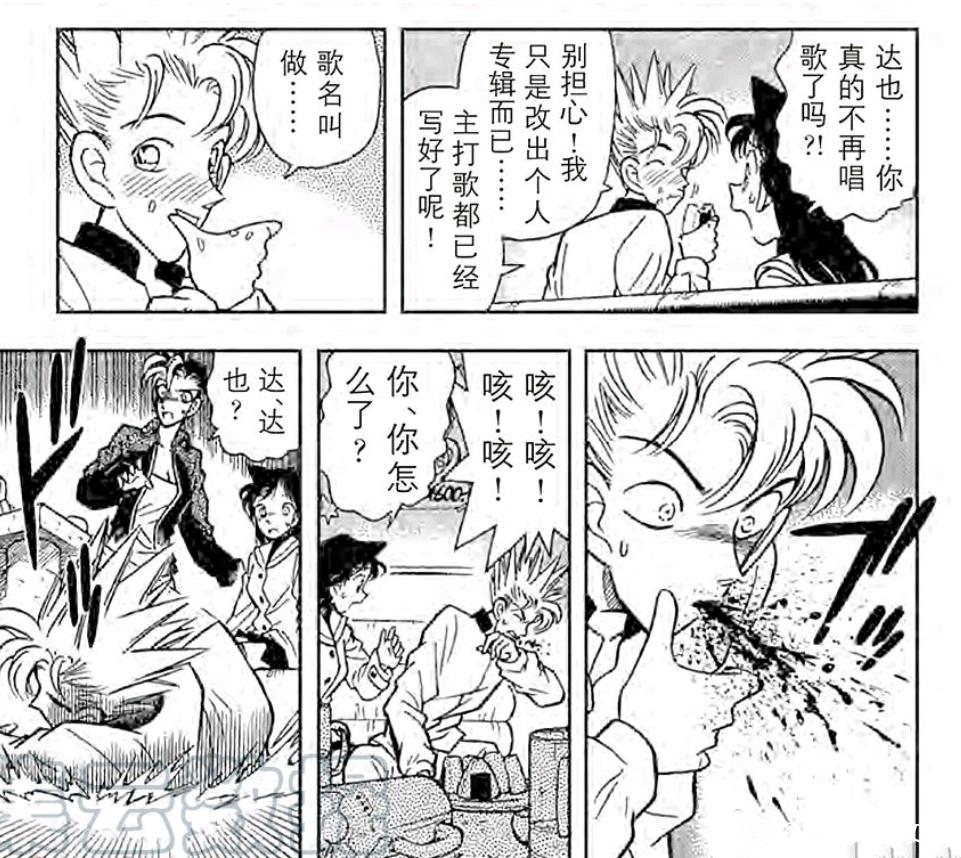 达也……你
真的不再唱
歌了吗?!
别担心！我
只是改出个人
专辑而已……
主打歌都已经
写好了呢！
歌名叫
做……
咳！咳！
咳！咳！
你、你怎
么了？
¥600-
达、达
也？